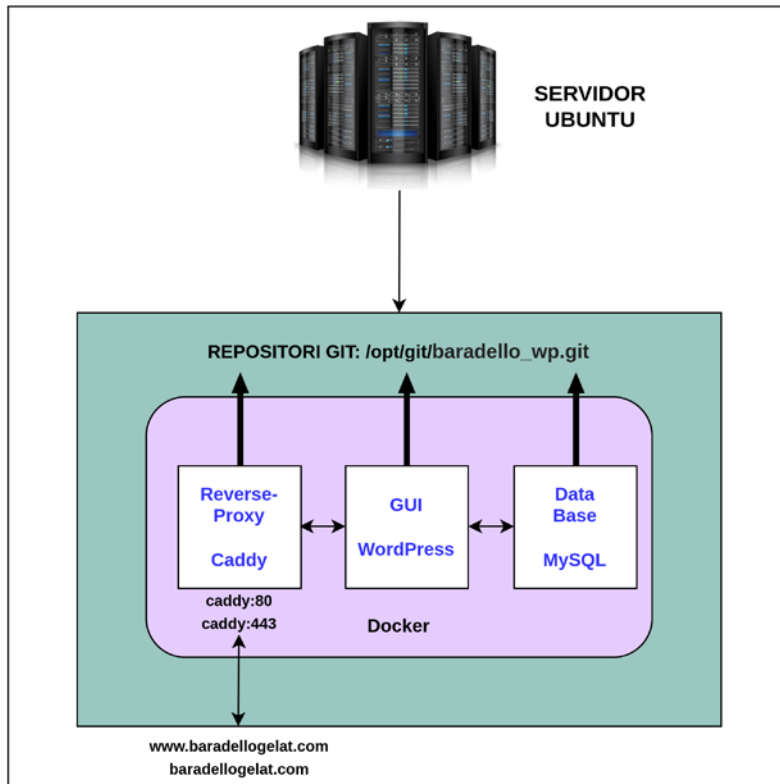 SERVIDOR
UBUNTU
REPOSITORI GIT: /opt/git/baradello_wp.git
Reverse-
Proxy
Caddy
GUI
WordPress
Data
Base
MySQL
caddy:80
caddy:443
Docker
www.baradellogelat.com
baradellogelat.com